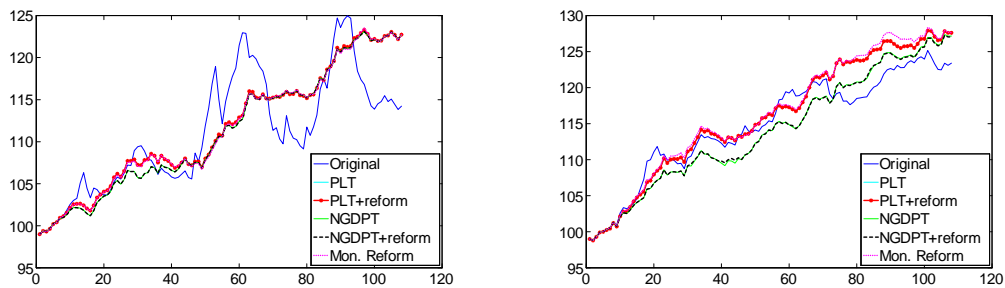 125
120
115
110
105
100
95
0 20 40 60 80 100 120
Original
PLT
PLT+reform
NGDPT
NGDPT+reform
Mon. Reform
130
125
120
115
110
105
100
95
0 20 40 60 80 100 120
Original
PLT
PLT+reform
NGDPT
NGDPT+reform
Mon. Reform